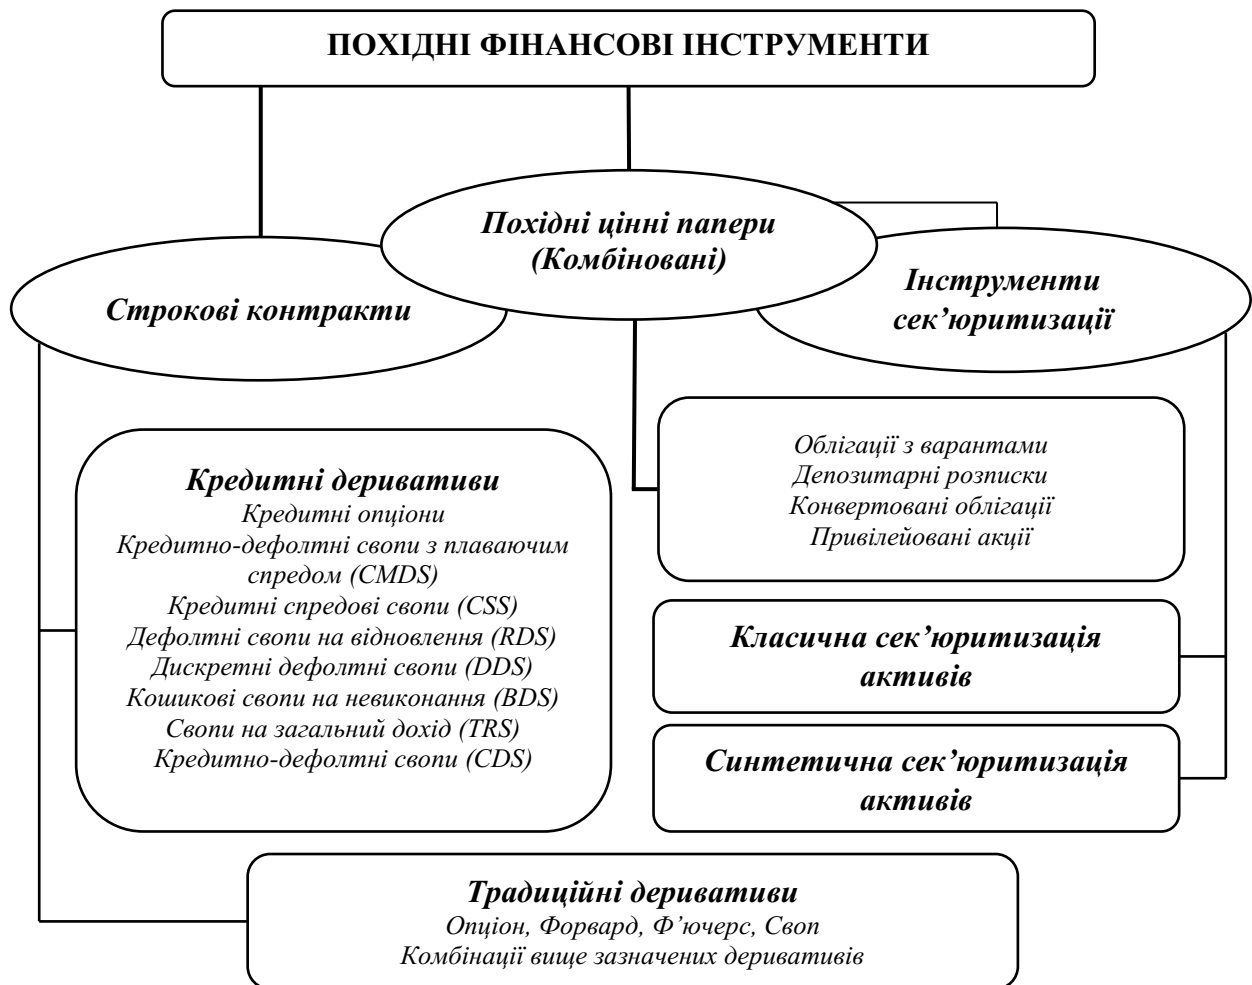 ПОХІДНІ ФІНАНСОВІ ІНСТРУМЕНТИ
Похідні цінні папери
(Комбіновані)
Строкові контракти
Інструменти
сек’юритизації
Облігації з варантами
Депозитарні розписки
Конвертовані облігації
Привілейовані акції
Кредитні деривативи
Кредитні опціони
Кредитно-дефолтні свопи з плаваючим
спредом (CMDS)
Кредитні спредові свопи (CSS)
Дефолтні свопи на відновлення (RDS)
Дискретні дефолтні свопи (DDS)
Кошикові свопи на невиконання (BDS)
Свопи на загальний дохід (TRS)
Кредитно-дефолтні свопи (CDS)
Класична сек’юритизація
активів
Синтетична сек’юритизація
активів
Традиційні деривативи
Опціон, Форвард, Ф’ючерс, Своп
Комбінації вище зазначених деривативів